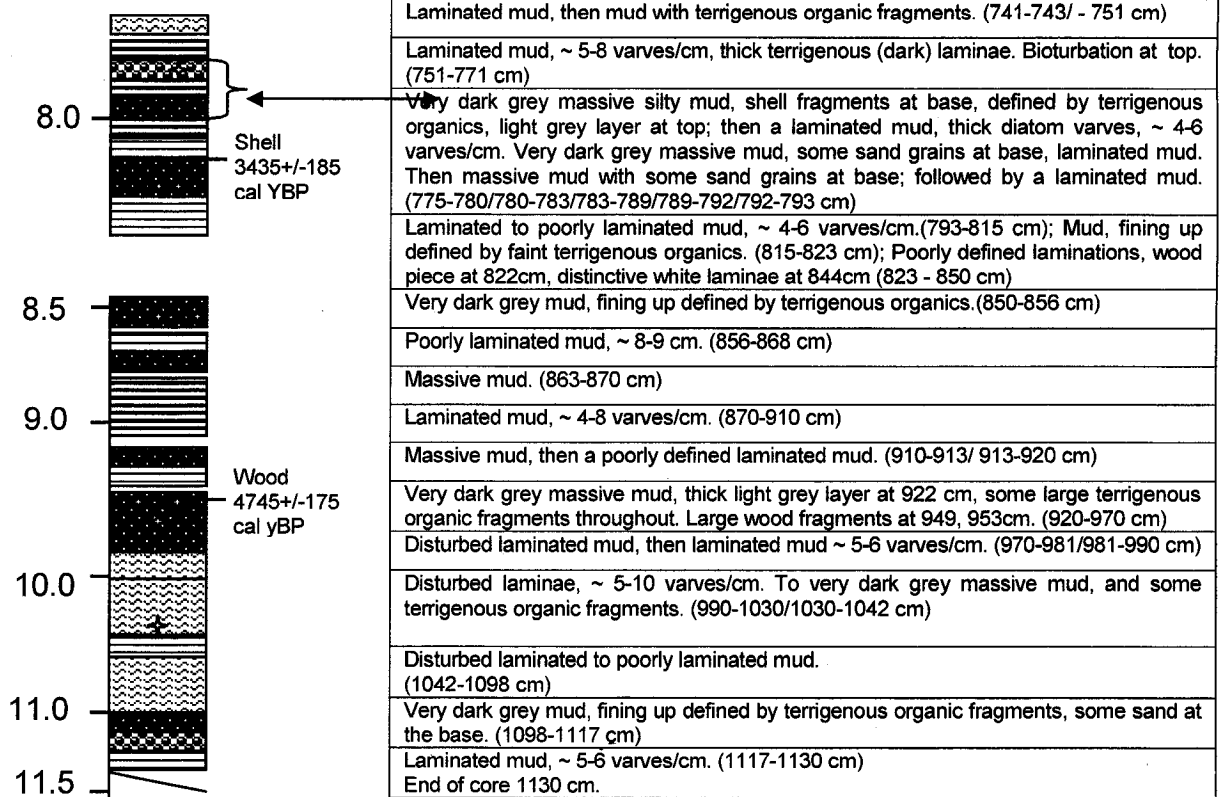 Laminated mud, then mud with terrigenous organic fragments. (741-743/ - 751 cm)
Laminated mud, ~ 5-8 varves/cm, thick terrigenous (dark) laminae. Bioturbation at top.
(751-771 cm)
8.0
Shell
3435+/-185
cal YBP
Very dark grey massive silty mud, shell fragments at base, defined by terrigenous
organics, light grey layer at top; then a laminated mud, thick diatom varves, ~ 4-6
varves/cm. Very dark grey massive mud, some sand grains at base, laminated mud.
Then massive mud with some sand grains at base; followed by a laminated mud.
(775-780/780-783/783-789/789-792/792-793 cm)
Laminated to poorly laminated mud, ~ 4-6 varves/cm.(793-815 cm); Mud, fining up
defined by faint terrigenous organics. (815-823 cm); Poorly defined laminations, wood
piece at 822cm, distinctive white laminae at 844cm (823 - 850 cm)
8.5
Very dark grey mud, fining up defined by terrigenous organics.(850-856 cm)
Poorly laminated mud, ~ 8-9 cm. (856-868 cm)
Massive mud. (863-870 cm)
9.0
Laminated mud, ~ 4-8 varves/cm. (870-910 cm)
Massive mud, then a poorly defined laminated mud. (910-913/ 913-920 cm)
Wood
4745+/-175
cal yBP
Very dark grey massive mud, thick light grey layer at 922 cm, some large terrigenous
organic fragments throughout. Large wood fragments at 949, 953cm. (920-970 cm)
Disturbed laminated mud, then laminated mud ~ 5-6 varves/cm. (970-981/981-990 cm)
10.0
Disturbed laminae, ~ 5-10 varves/cm. To very dark grey massive mud, and some
terrigenous organic fragments. (990-1030/1030-1042 cm)
Disturbed laminated to poorly laminated mud.
(1042-1098 cm)
11.0
Very dark grey mud, fining up defined by terrigenous organic fragments, some sand at
the base. (1098-1117 cm)
Laminated mud, ~ 5-6 varves/cm. (1117-1130 cm)
11.5
End of core 1130 cm.